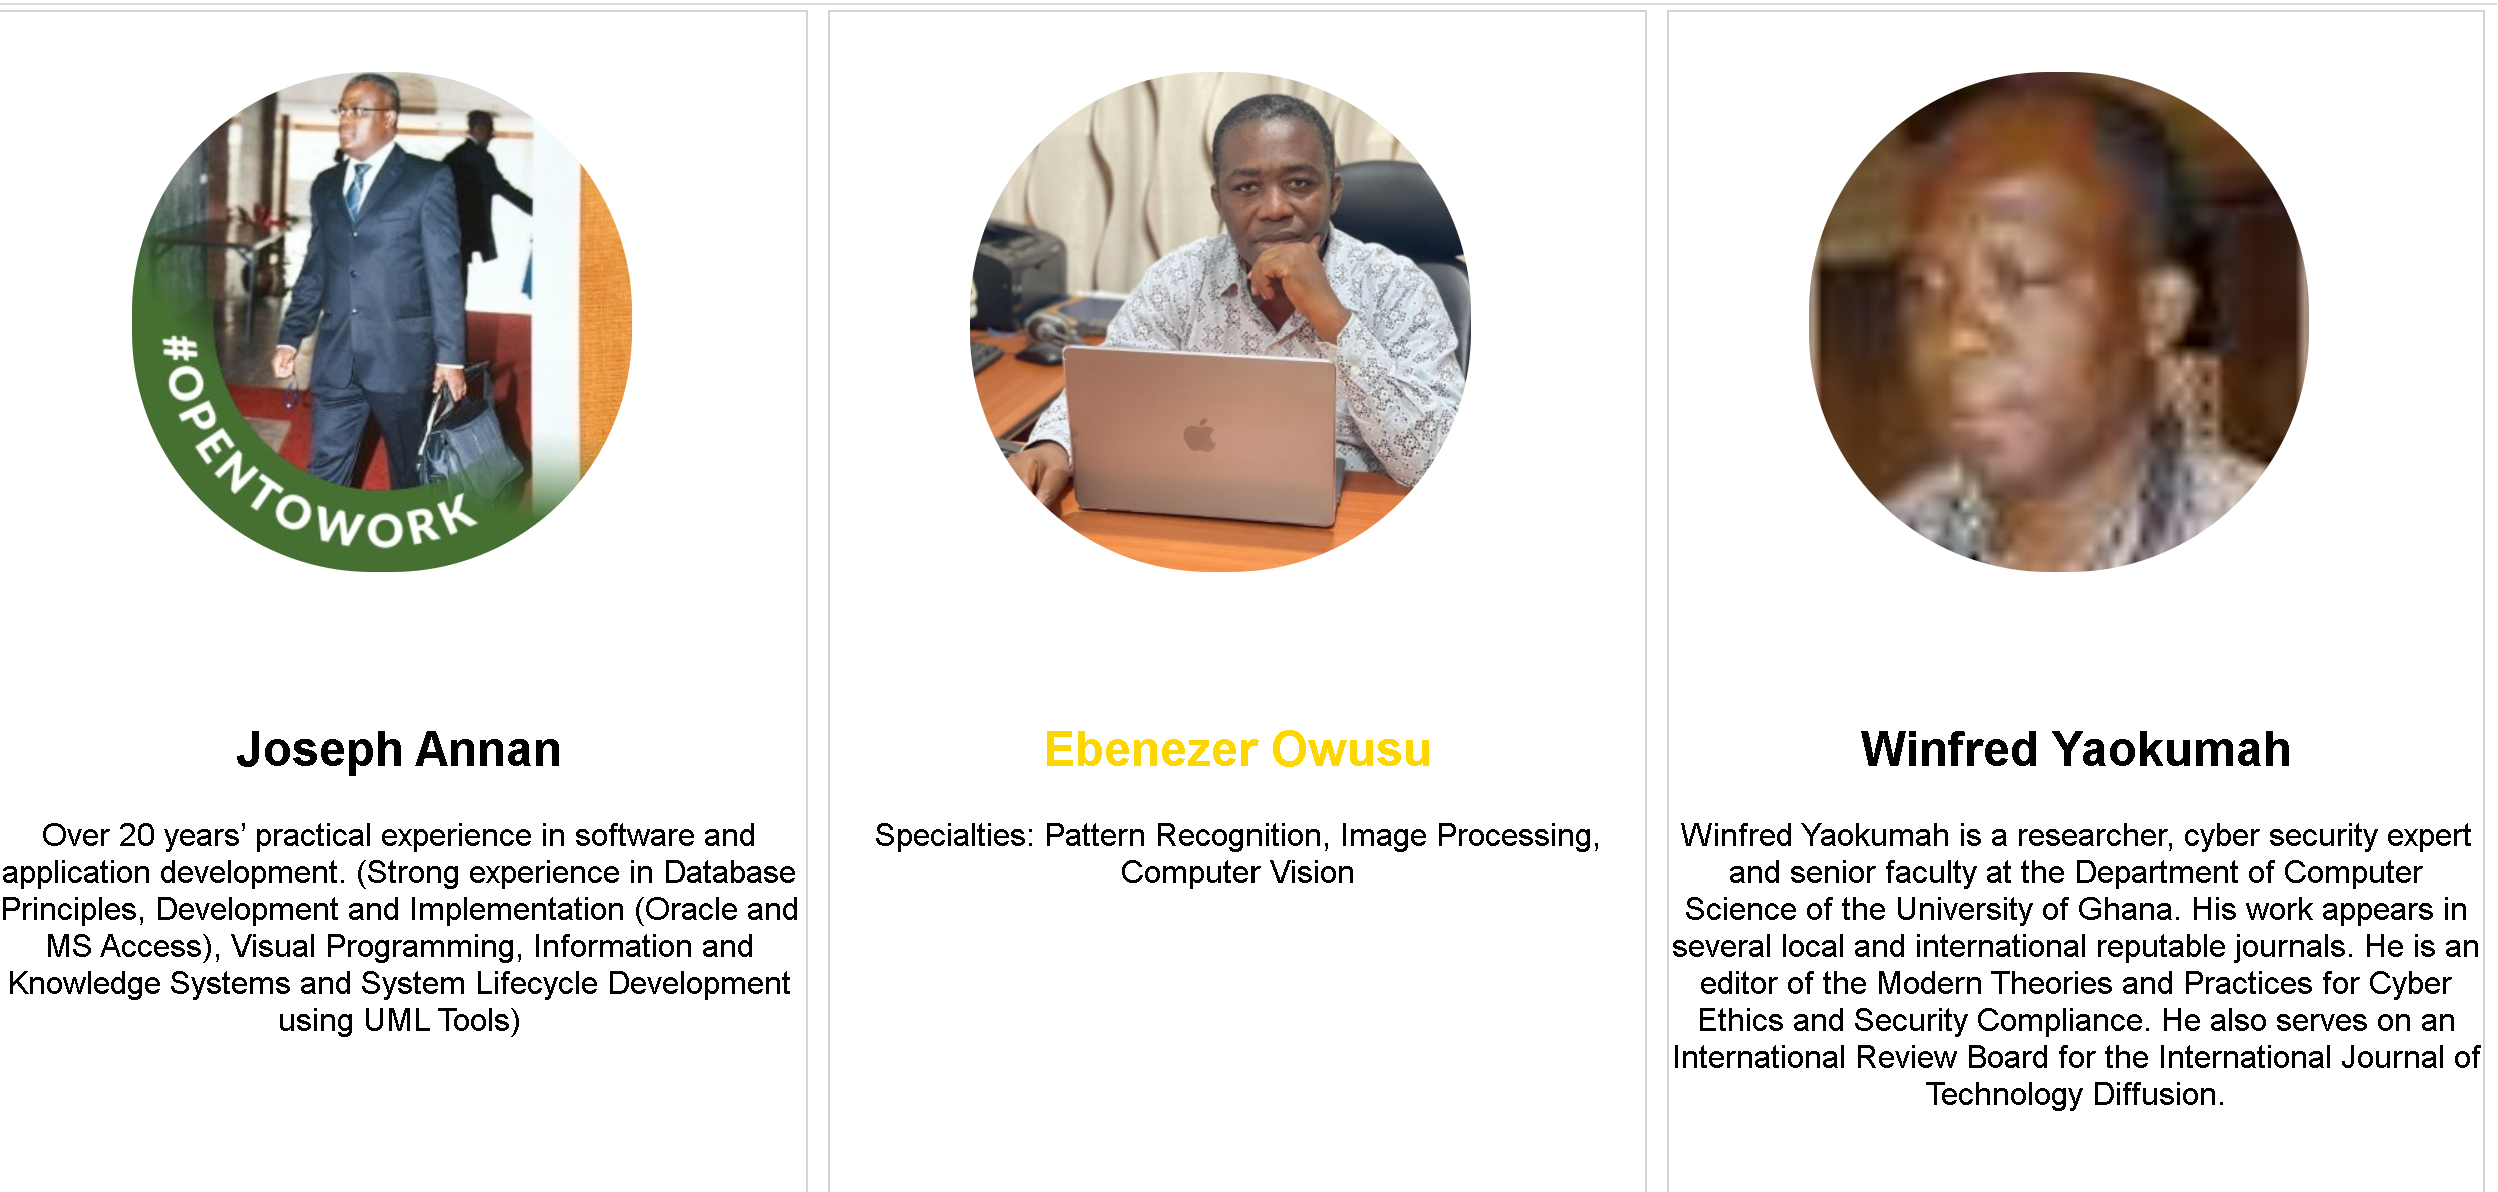 #OPENTOWORK
Joseph Annan
Over 20 years’ practical experience in software and
application development. (Strong experience in Database
Principles, Development and Implementation (Oracle and
MS Access), Visual Programming, Information and
Knowledge Systems and System Lifecycle Development
using UML Tools)
Ebenezer Owusu
Specialties: Pattern Recognition, Image Processing,
Computer Vision
Winfred Yaokumah
Winfred Yaokumah is a researcher, cyber security expert
and senior faculty at the Department of Computer
Science of the University of Ghana. His work appears in
several local and international reputable journals. He is an
editor of the Modern Theories and Practices for Cyber
Ethics and Security Compliance. He also serves on an
International Review Board for the International Journal of
Technology Diffusion.